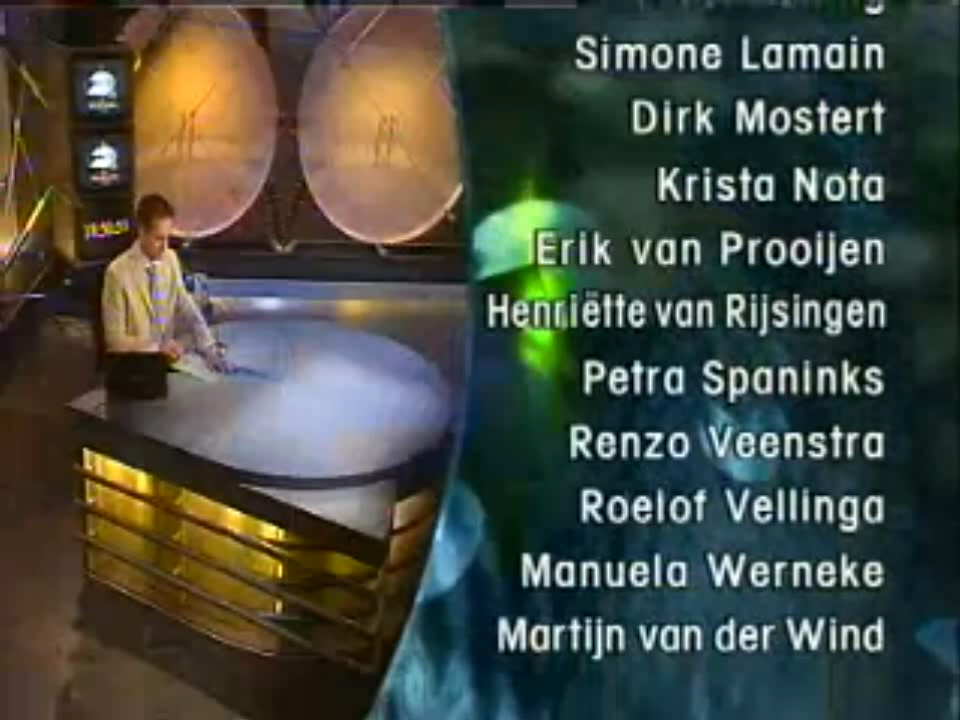 Simone Lamain
Dirk Mostert
Krista Nota
Erik van Prooijen
Henriëtte van Rijsingen
Petra Spaninks
Renzo Veenstra
Roelof Vellinga
Manuela Werneke
Martijn van der Wind